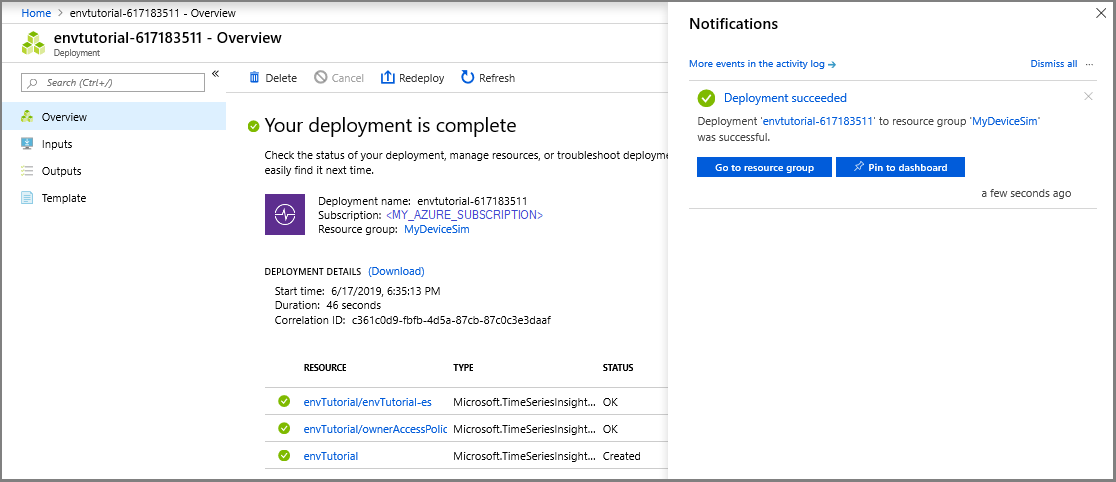 Home > envtutorial-617183511 - Overview
envtutorial-617183511 - Overview
Deployment
Search (Ctrl+/)
«
Overview
Inputs
Outputs
Template
Delete
Cancel
Redeploy
Refresh
Your deployment is complete
Check the status of your deployment, manage resources, or troubleshoot deployme
easily find it next time.
Deployment name: envtutorial-617183511
Subscription: <MY_AZURE_SUBSCRIPTION>
Resource group: MyDeviceSim
DEPLOYMENT DETAILS (Download)
Start time: 6/17/2019, 6:35:13 PM
Duration: 46 seconds
Correlation ID: c361c0d9-fbfb-4d5a-87cb-87c0c3e3daaf
RESOURCE TYPE STATUS
envTutorial/envTutorial-es Microsoft.TimeSeriesInsight... OK
envTutorial/ownerAccessPolic Microsoft.TimeSeriesInsight... OK
envTutorial Microsoft.TimeSeriesInsight... Created
Notifications
More events in the activity log → Dismiss all ...
Deployment succeeded
Deployment 'envtutorial-617183511' to resource group 'MyDeviceSim'
was successful.
Go to resource group
Pin to dashboard
a few seconds ago